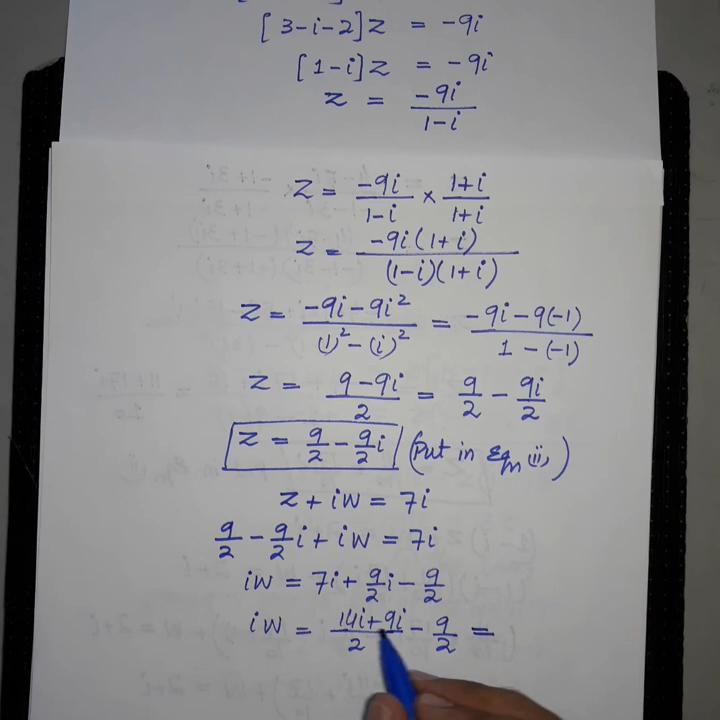 [3-i-2]z = -9i
[1-i]z = -9i
z = -9i/1-i
z = -9i/1-i × 1+i/1+i
z = -9i(1+i)/(1-i)(1+i)
z = -9i-9i²/(1)²-(i)² = -9i-9(-1)/1-(-1)
z = 9-9i/2 = 9/2 - 9i/2
z = 9/2 - 9/2 i (Put in Eqn (ii))
z + iw = 7i
9/2 - 9/2 i + iw = 7i
iw = 7i + 9/2 i - 9/2
iw = 14i+9i/2 - 9/2 =